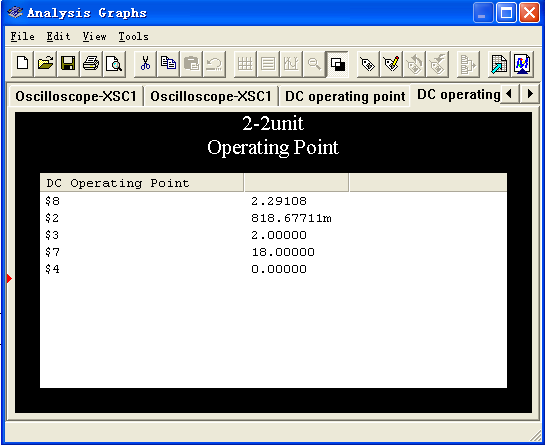 Analysis Graphs
File Edit View Tools
Oscilloscope-XSC1 Oscilloscope-XSC1 DC operating point DC operating
2-2unit
Operating Point
DC Operating Point
$8 2.29108
$2 818.67711m
$3 2.00000
$7 18.00000
$4 0.00000